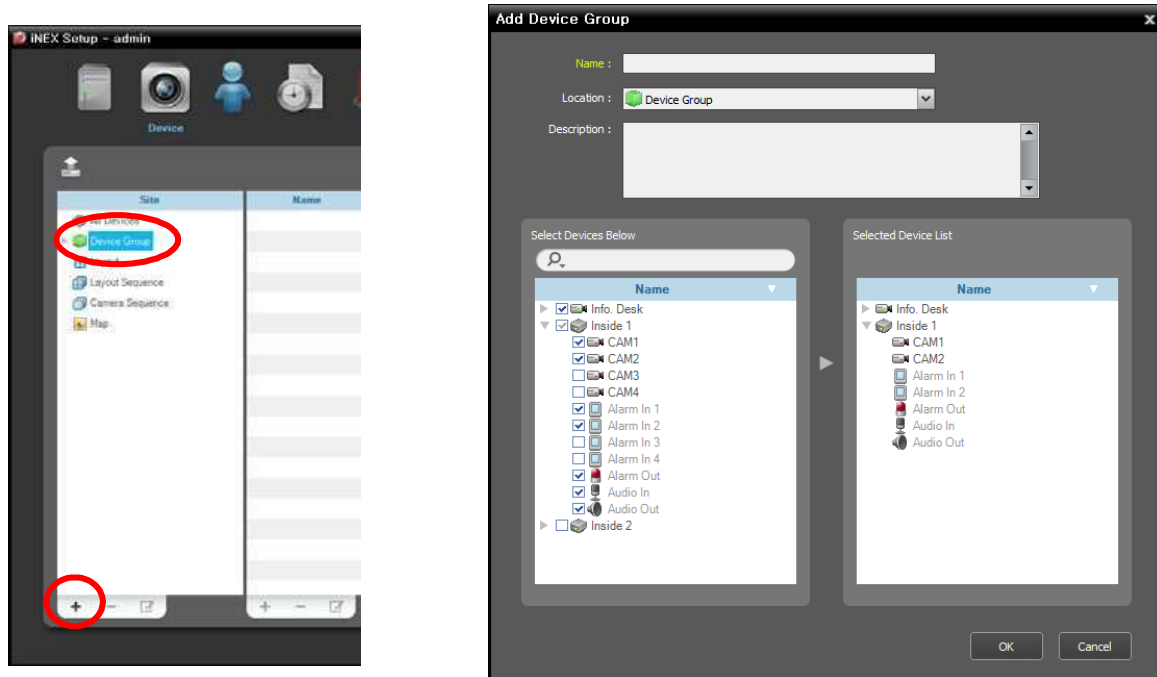 iNEX Setup - admin
Device
Site
Name
All Devices
Device Group
Layout
Layout Sequence
Camera Sequence
Map
Add Device Group
x
Name :
Location :
Device Group
Description :
Select Devices Below
Name
Info. Desk
Inside 1
CAM1
CAM2
CAM3
CAM4
Alarm In 1
Alarm In 2
Alarm In 3
Alarm In 4
Alarm Out
Audio In
Audio Out
Inside 2
Selected Device List
Name
Info. Desk
Inside 1
CAM1
CAM2
Alarm In 1
Alarm In 2
Alarm Out
Audio In
Audio Out
OK
Cancel